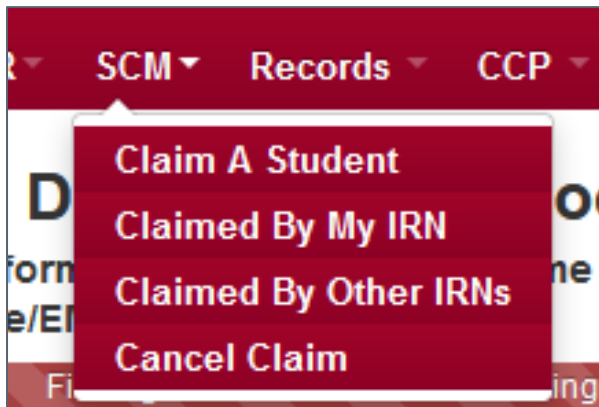 SCM Records CCP
Claim A Student
Claimed By My IRN
Claimed By Other IRNs
Cancel Claim